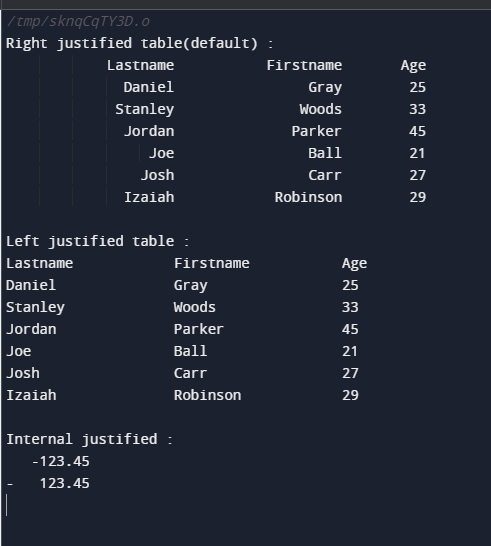 /tmp/sknqCqTY3D.o
Right justified table(default) :
            Lastname           Firstname       Age
              Daniel                Gray        25
             Stanley               Woods        33
              Jordan              Parker        45
                 Joe                Ball        21
                Josh                Carr        27
              Izaiah            Robinson        29

Left justified table :
Lastname            Firstname           Age
Daniel              Gray                25
Stanley             Woods               33
Jordan              Parker              45
Joe                 Ball                21
Josh                Carr                27
Izaiah              Robinson            29

Internal justified :
   -123.45
-   123.45